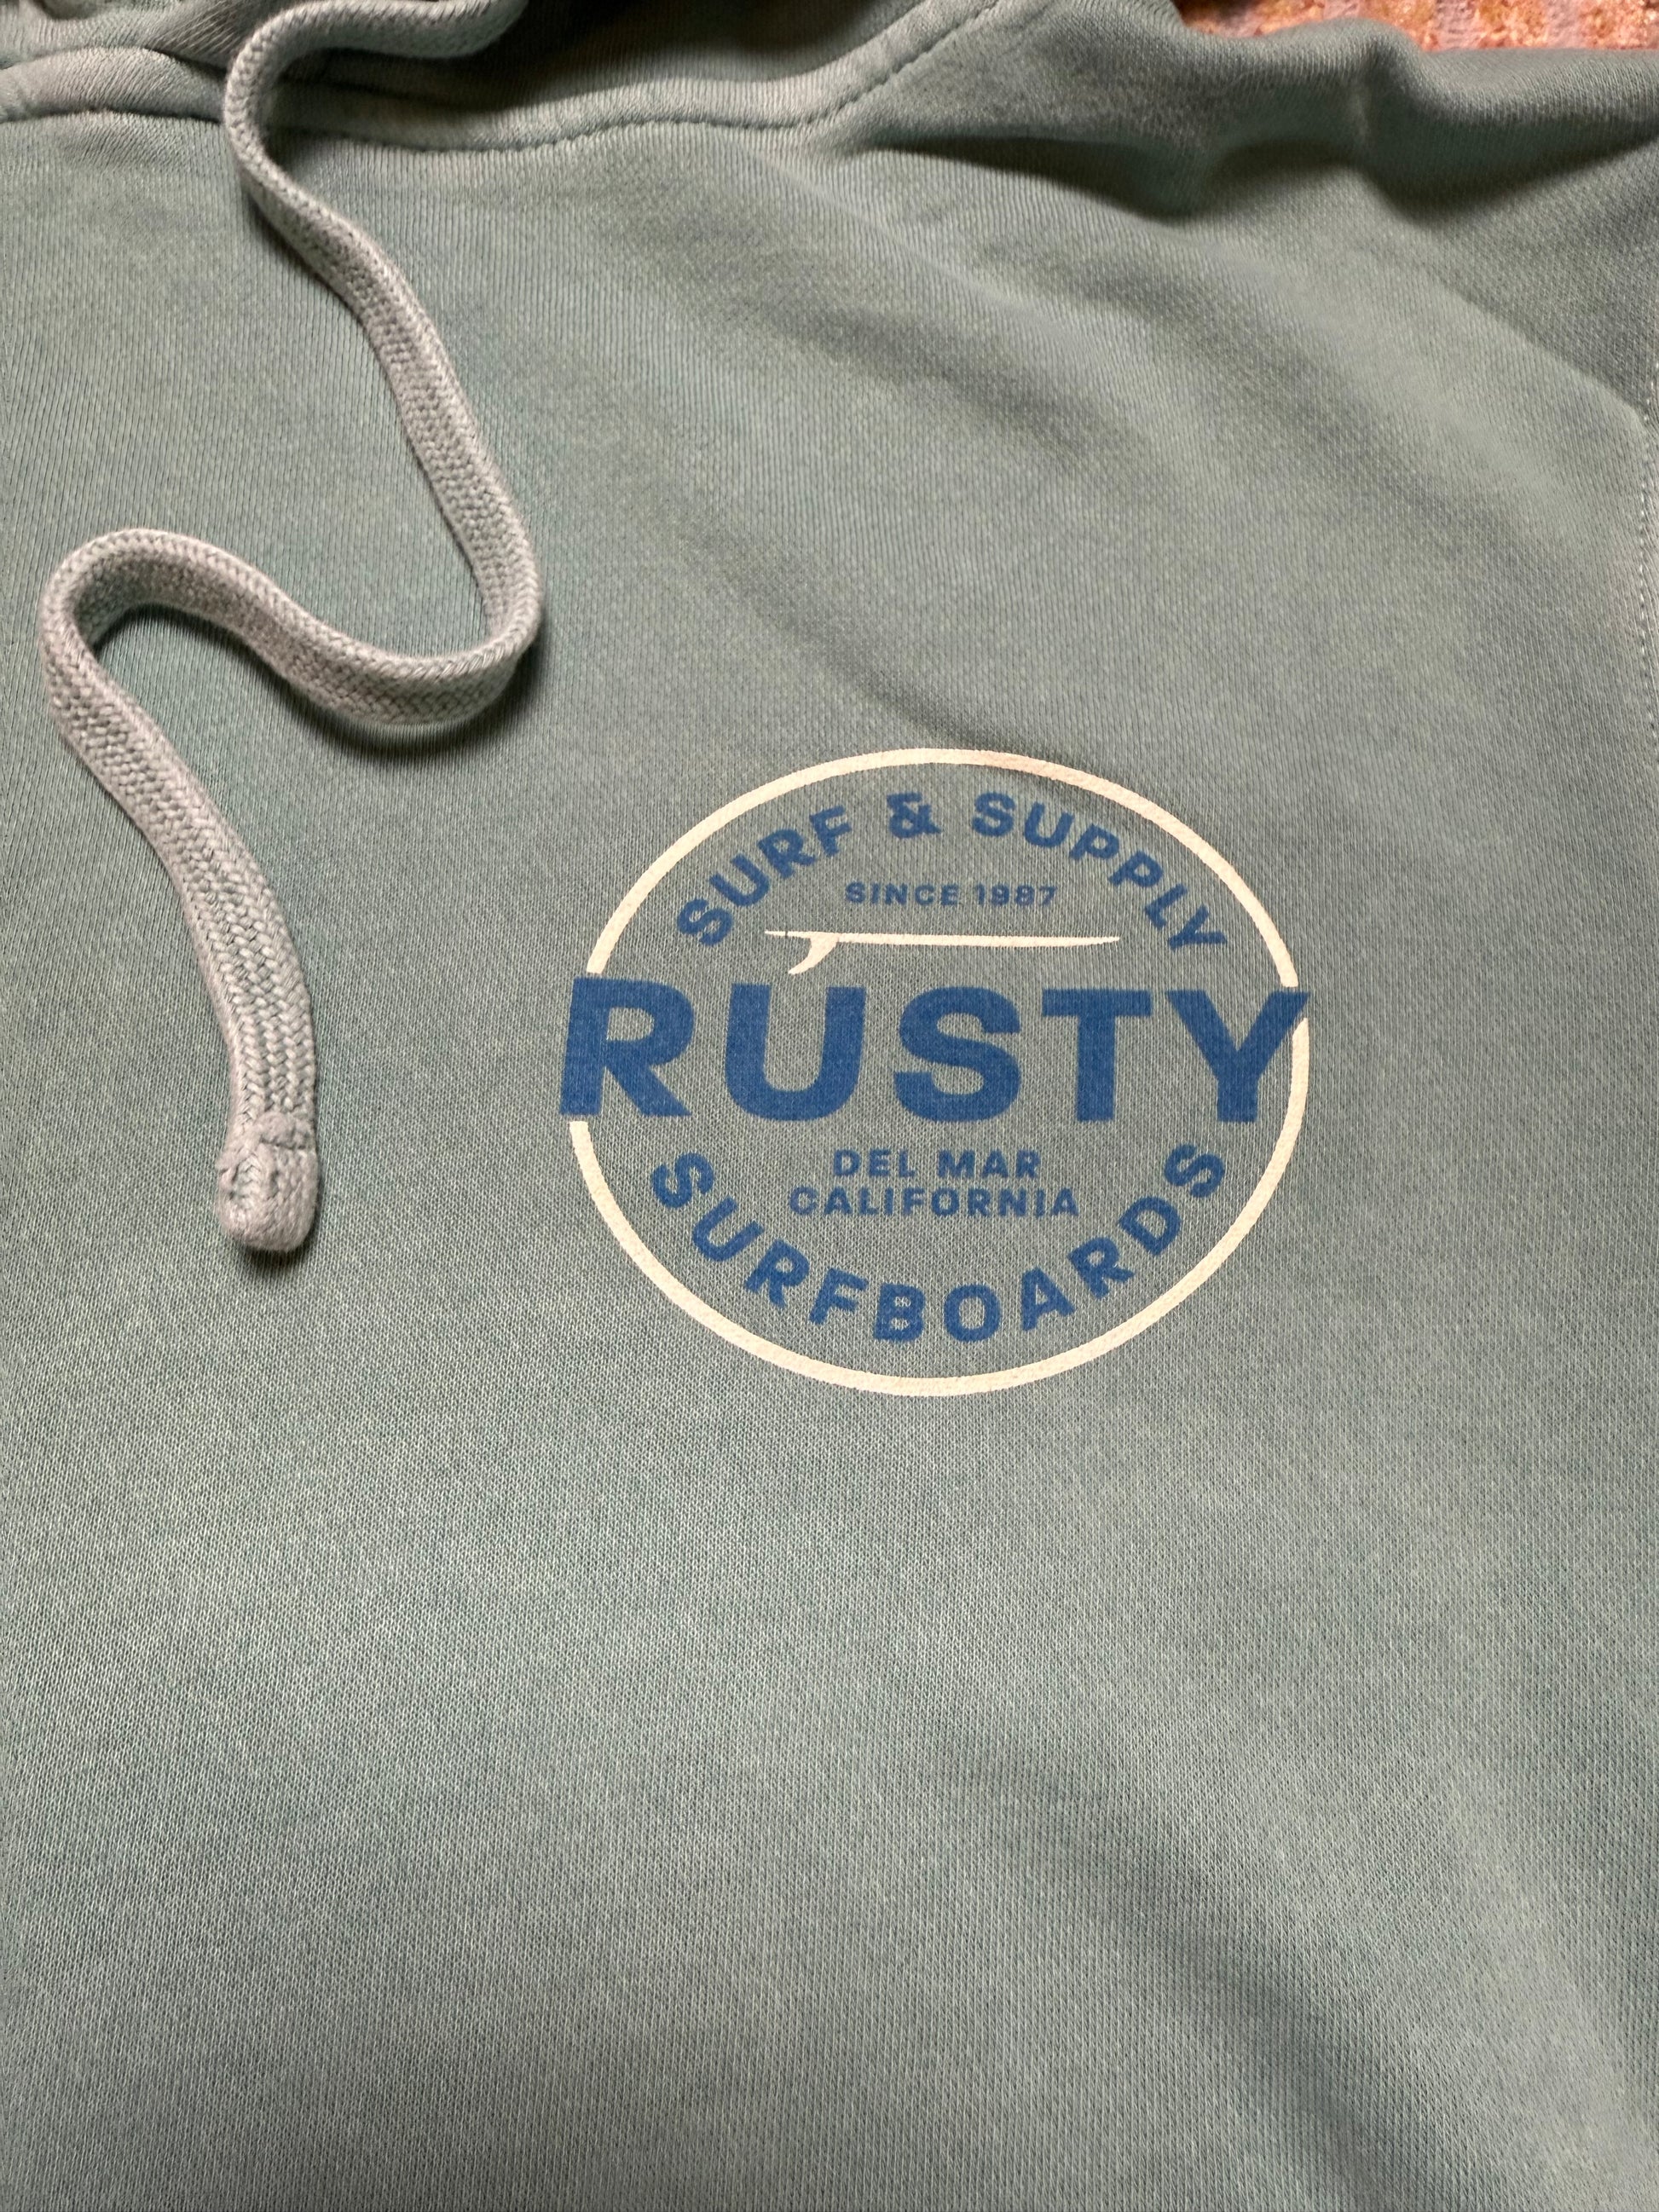 SURF & SUPPLY
SINCE 1987
RUSTY
DEL MAR
CALIFORNIA
SURFBOARDS